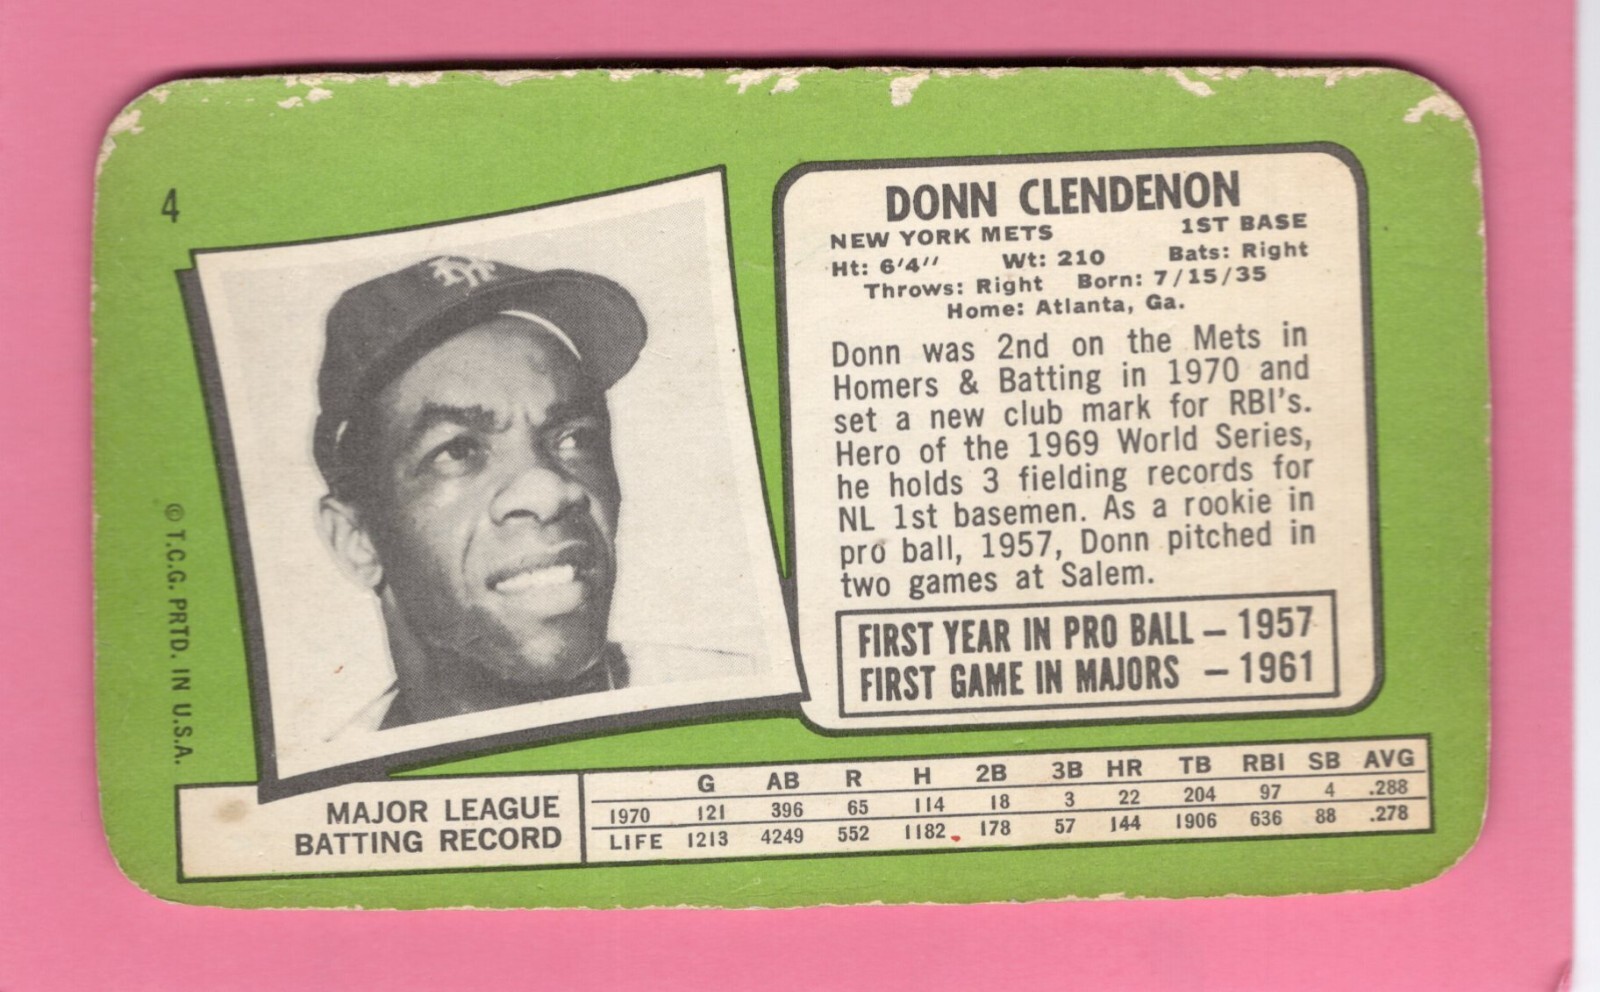 4
DONN CLENDENON
NEW YORK METS 1ST BASE
Ht: 6'4'' Wt: 210 Bats: Right
Throws: Right Born: 7/15/35
Home: Atlanta, Ga.
Donn was 2nd on the Mets in
Homers & Batting in 1970 and
set a new club mark for RBI's.
Hero of the 1969 World Series,
he holds 3 fielding records for
NL 1st basemen. As a rookie in
pro ball, 1957, Donn pitched in
two games at Salem.
FIRST YEAR IN PRO BALL – 1957
FIRST GAME IN MAJORS – 1961
© T.C.G. PRTD. IN U.S.A.
MAJOR LEAGUE
BATTING RECORD
G AB R H 2B 3B HR TB RBI SB AVG
1970 121 396 65 114 18 3 22 204 97 4 .288
LIFE 1213 4249 552 1182 178 57 144 1906 636 88 .278
NY